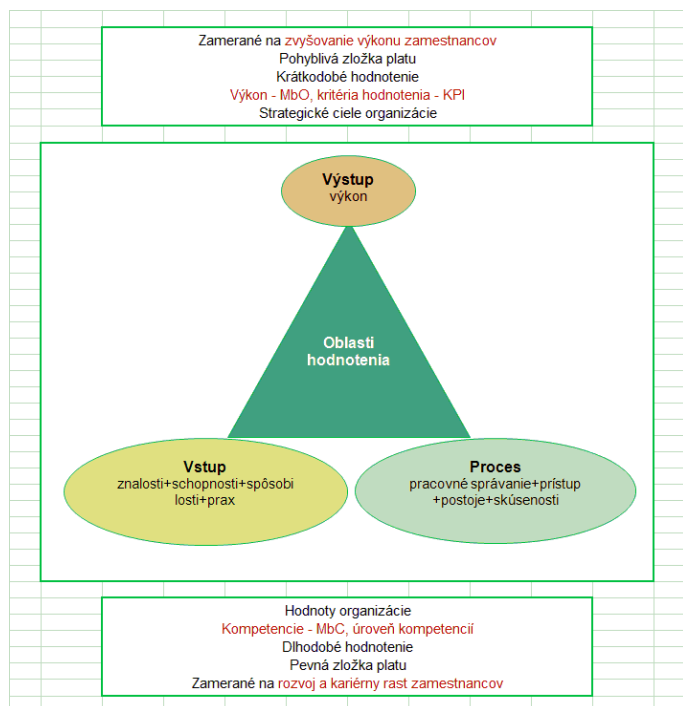 Zamerané na zvyšovanie výkonu zamestnancov
Pohyblivá zložka platu
Krátkodobé hodnotenie
Výkon - MbO, kritéria hodnotenia - KPI
Strategické ciele organizácie
Výstup
výkon
Oblasti
hodnotenia
Vstup
znalosti+schopnosti+spôsobi
losti+prax
Proces
pracovné správanie+prístup
+postoje+skúsenosti
Hodnoty organizácie
Kompetencie - MbC, úroveň kompetencií
Dlhodobé hodnotenie
Pevná zložka platu
Zamerané na rozvoj a kariérny rast zamestnancov